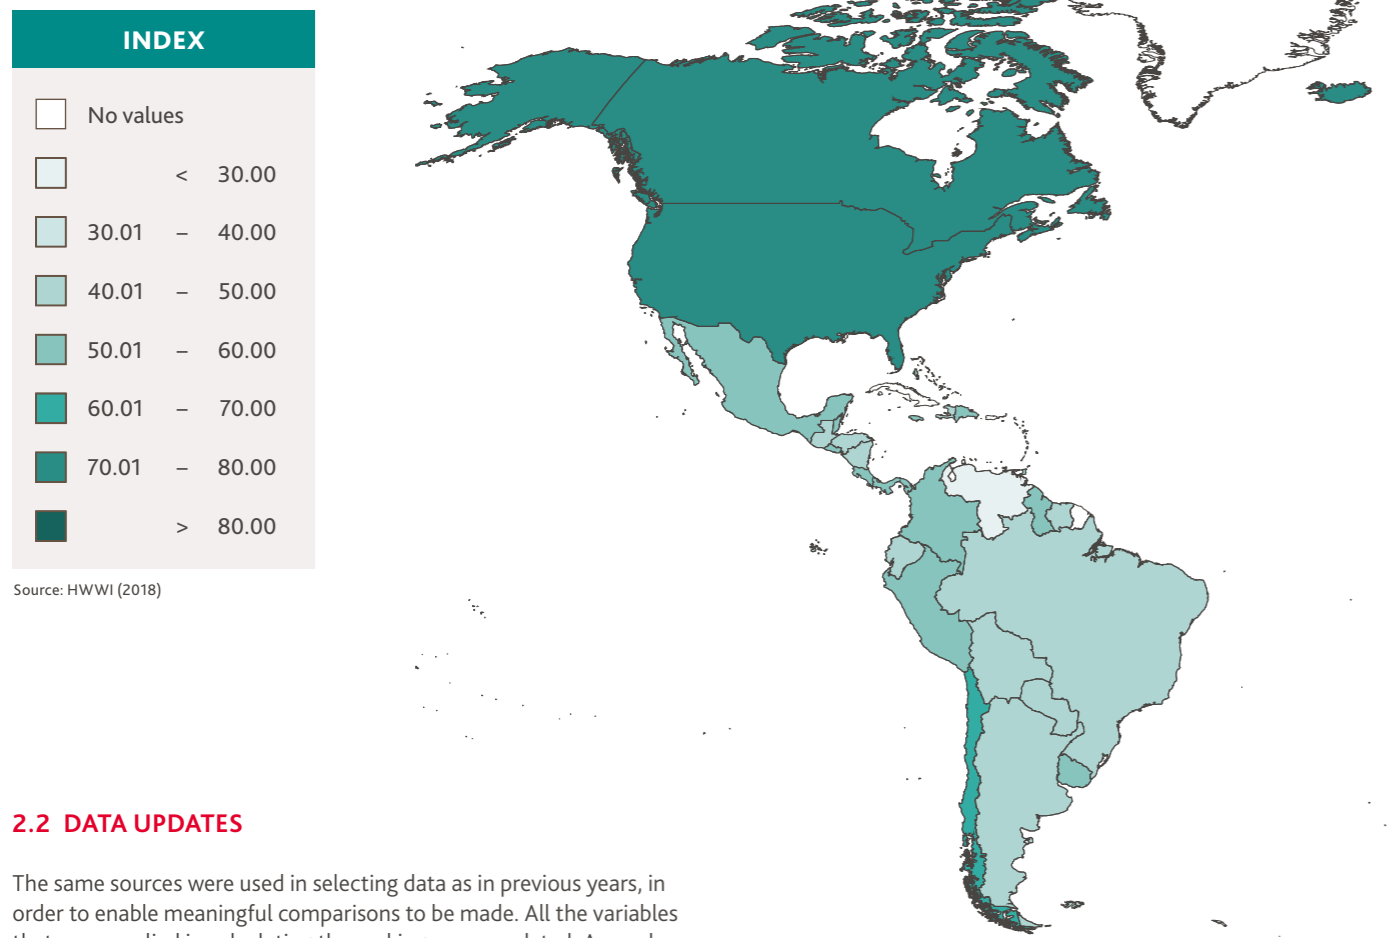 INDEX
No values
< 30.00
30.01 – 40.00
40.01 – 50.00
50.01 – 60.00
60.01 – 70.00
70.01 – 80.00
> 80.00
Source: HWWI (2018)
2.2 DATA UPDATES
The same sources were used in selecting data as in previous years, in
order to enable meaningful comparisons to be made. All the variables